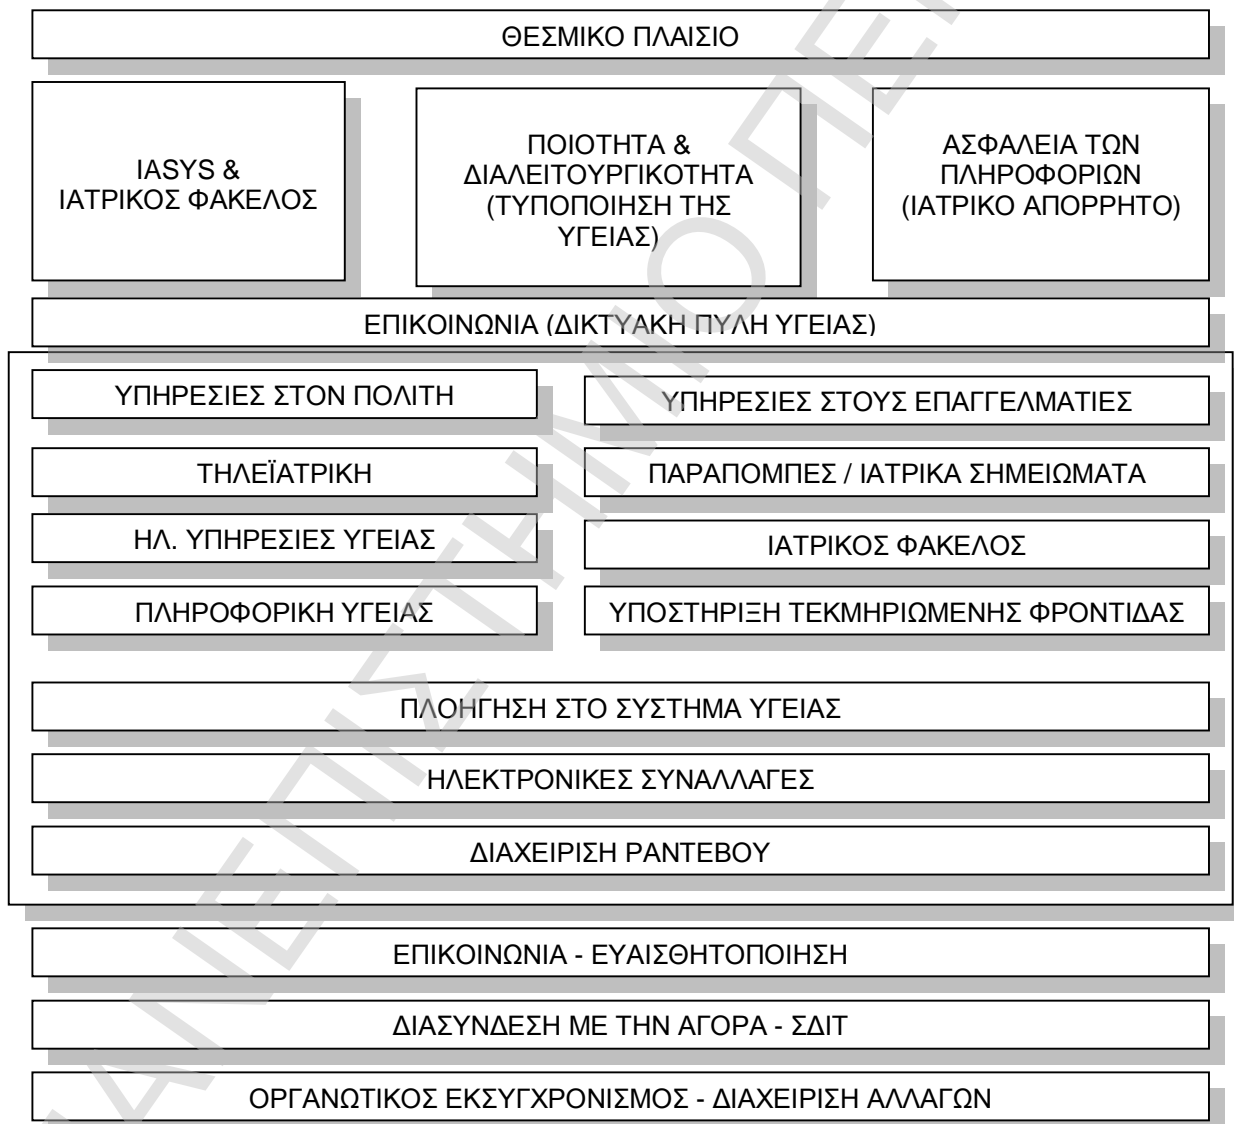 ΘΕΣΜΙΚΟ ΠΛΑΙΣΙΟ
IASYS &
ΙΑΤΡΙΚΟΣ ΦΑΚΕΛΟΣ
ΠΟΙΟΤΗΤΑ &
ΔΙΑΛΕΙΤΟΥΡΓΙΚΟΤΗΤΑ
(ΤΥΠΟΠΟΙΗΣΗ ΤΗΣ
ΥΓΕΙΑΣ)
ΑΣΦΑΛΕΙΑ ΤΩΝ
ΠΛΗΡΟΦΟΡΙΩΝ
(ΙΑΤΡΙΚΟ ΑΠΟΡΡΗΤΟ)
ΕΠΙΚΟΙΝΩΝΙΑ (ΔΙΚΤΥΑΚΗ ΠΥΛΗ ΥΓΕΙΑΣ)
ΥΠΗΡΕΣΙΕΣ ΣΤΟΝ ΠΟΛΙΤΗ
ΥΠΗΡΕΣΙΕΣ ΣΤΟΥΣ ΕΠΑΓΓΕΛΜΑΤΙΕΣ
ΤΗΛΕΪΑΤΡΙΚΗ
ΠΑΡΑΠΟΜΠΕΣ / ΙΑΤΡΙΚΑ ΣΗΜΕΙΩΜΑΤΑ
ΗΛ. ΥΠΗΡΕΣΙΕΣ ΥΓΕΙΑΣ
ΙΑΤΡΙΚΟΣ ΦΑΚΕΛΟΣ
ΠΛΗΡΟΦΟΡΙΚΗ ΥΓΕΙΑΣ
ΥΠΟΣΤΗΡΙΞΗ ΤΕΚΜΗΡΙΩΜΕΝΗΣ ΦΡΟΝΤΙΔΑΣ
ΠΛΟΗΓΗΣΗ ΣΤΟ ΣΥΣΤΗΜΑ ΥΓΕΙΑΣ
ΗΛΕΚΤΡΟΝΙΚΕΣ ΣΥΝΑΛΛΑΓΕΣ
ΔΙΑΧΕΙΡΙΣΗ ΡΑΝΤΕΒΟΥ
ΕΠΙΚΟΙΝΩΝΙΑ - ΕΥΑΙΣΘΗΤΟΠΟΙΗΣΗ
ΔΙΑΣΥΝΔΕΣΗ ΜΕ ΤΗΝ ΑΓΟΡΑ - ΣΔΙΤ
ΟΡΓΑΝΩΤΙΚΟΣ ΕΚΣΥΓΧΡΟΝΙΣΜΟΣ - ΔΙΑΧΕΙΡΙΣΗ ΑΛΛΑΓΩΝ